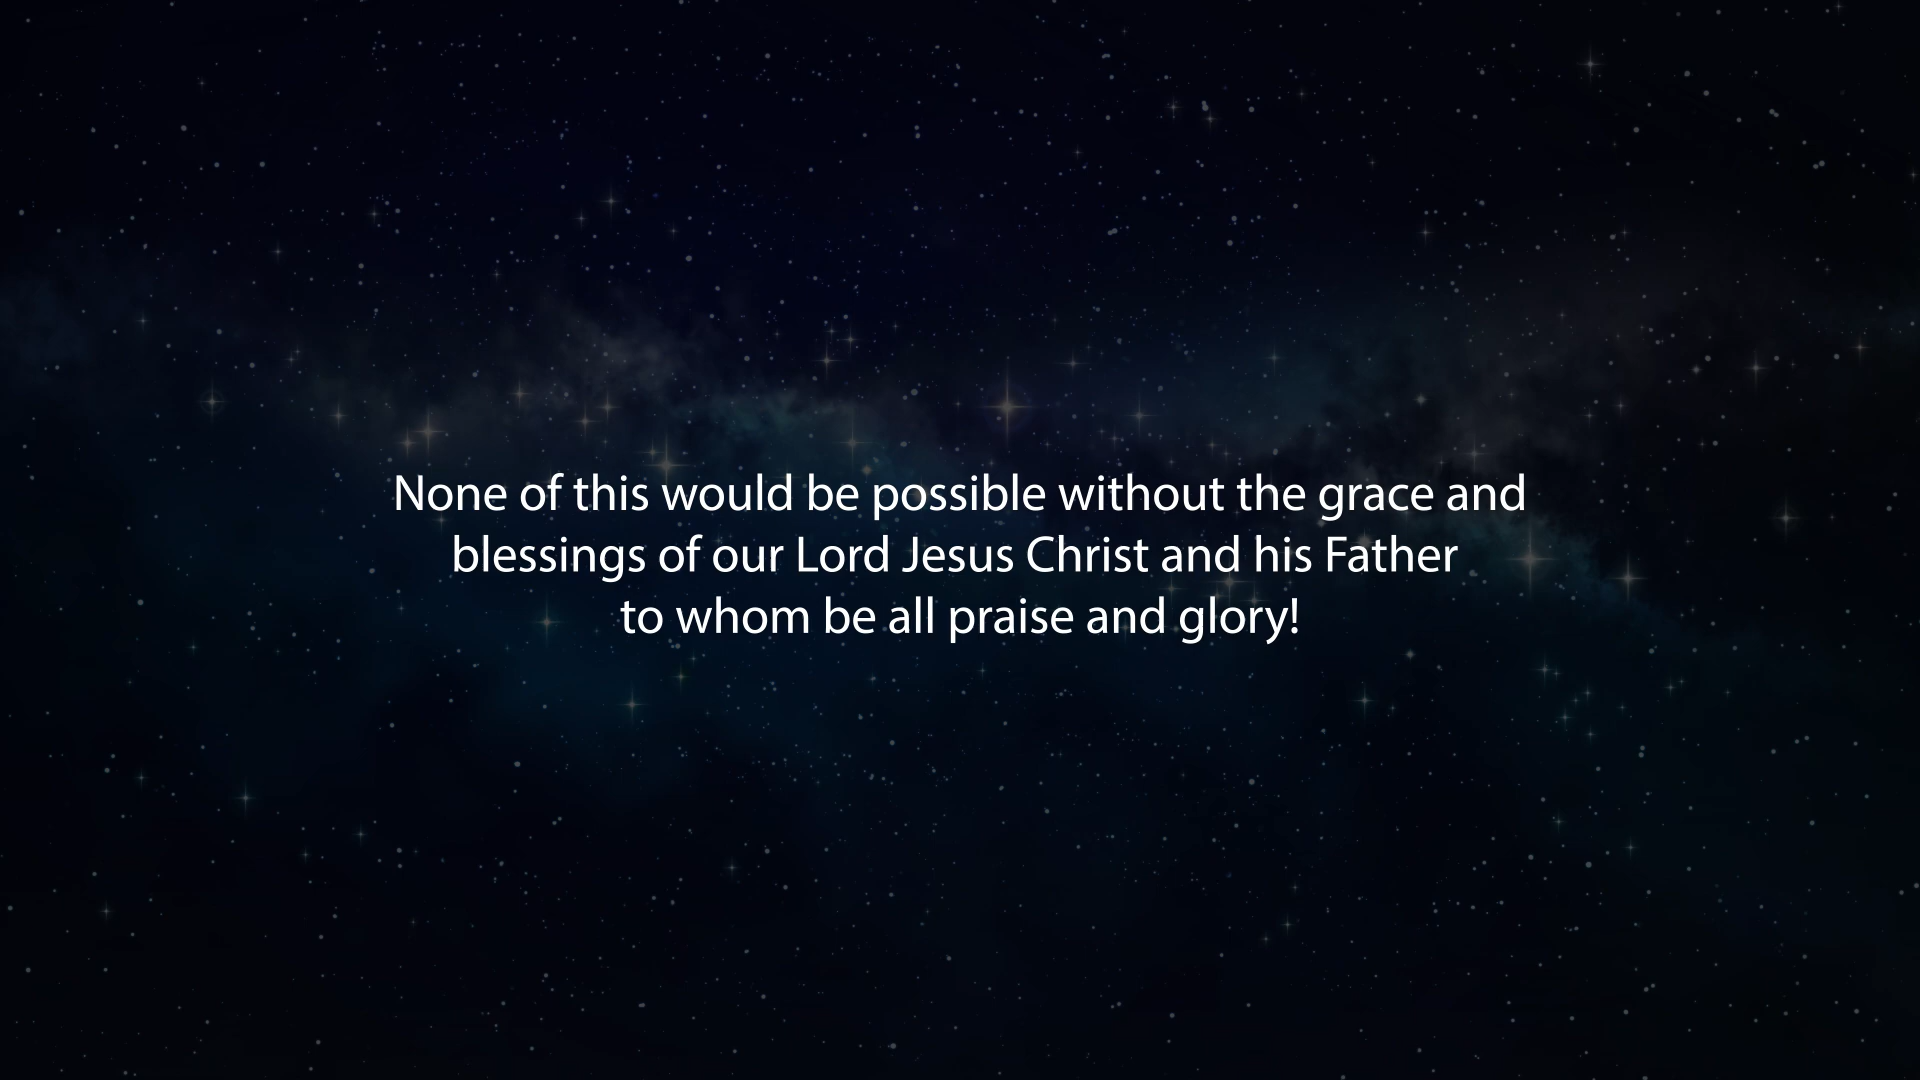 None of this would be possible without the grace and
blessings of our Lord Jesus Christ and his Father
to whom be all praise and glory!